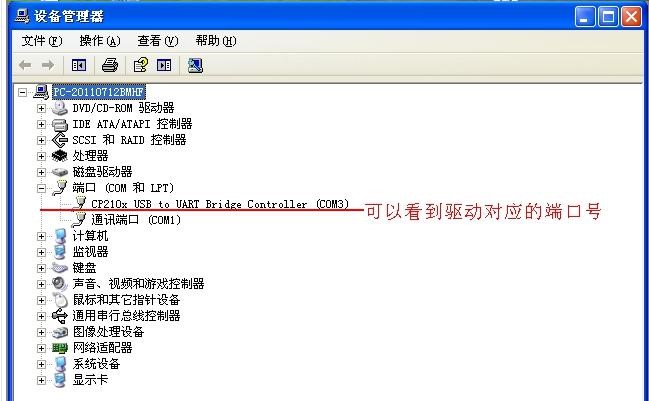 设备管理器
文件(F) 操作(A) 查看(V) 帮助(H)
PC-20110712BMHF
DVD/CD-ROM 驱动器
IDE ATA/ATAPI 控制器
SCSI 和 RAID 控制器
处理器
磁盘驱动器
端口 (COM 和 LPT)
CP210x USB to UART Bridge Controller (COM3)
可以看到驱动对应的端口号
通讯端口 (COM1)
计算机
监视器
键盘
声音、视频和游戏控制器
鼠标和其它指针设备
通用串行总线控制器
图像处理设备
网络适配器
系统设备
显示卡